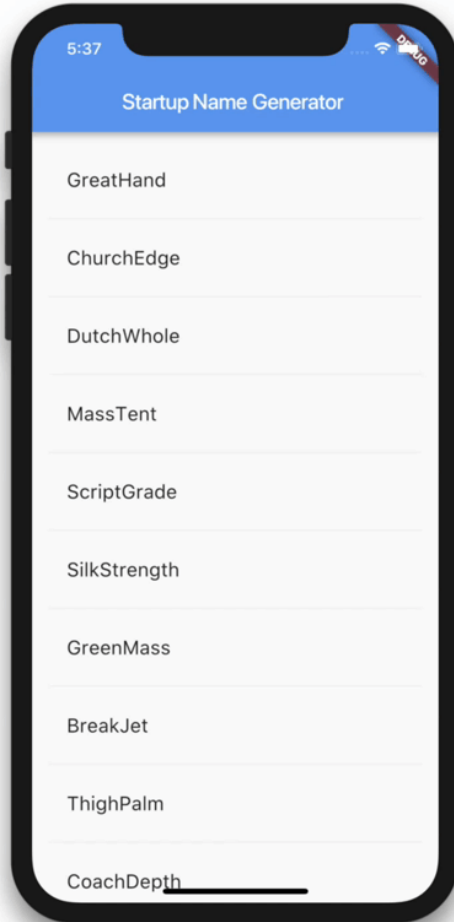 5:37
DEBUG
Startup Name Generator
GreatHand
ChurchEdge
DutchWhole
MassTent
ScriptGrade
SilkStrength
GreenMass
BreakJet
ThighPalm
CoachDepth